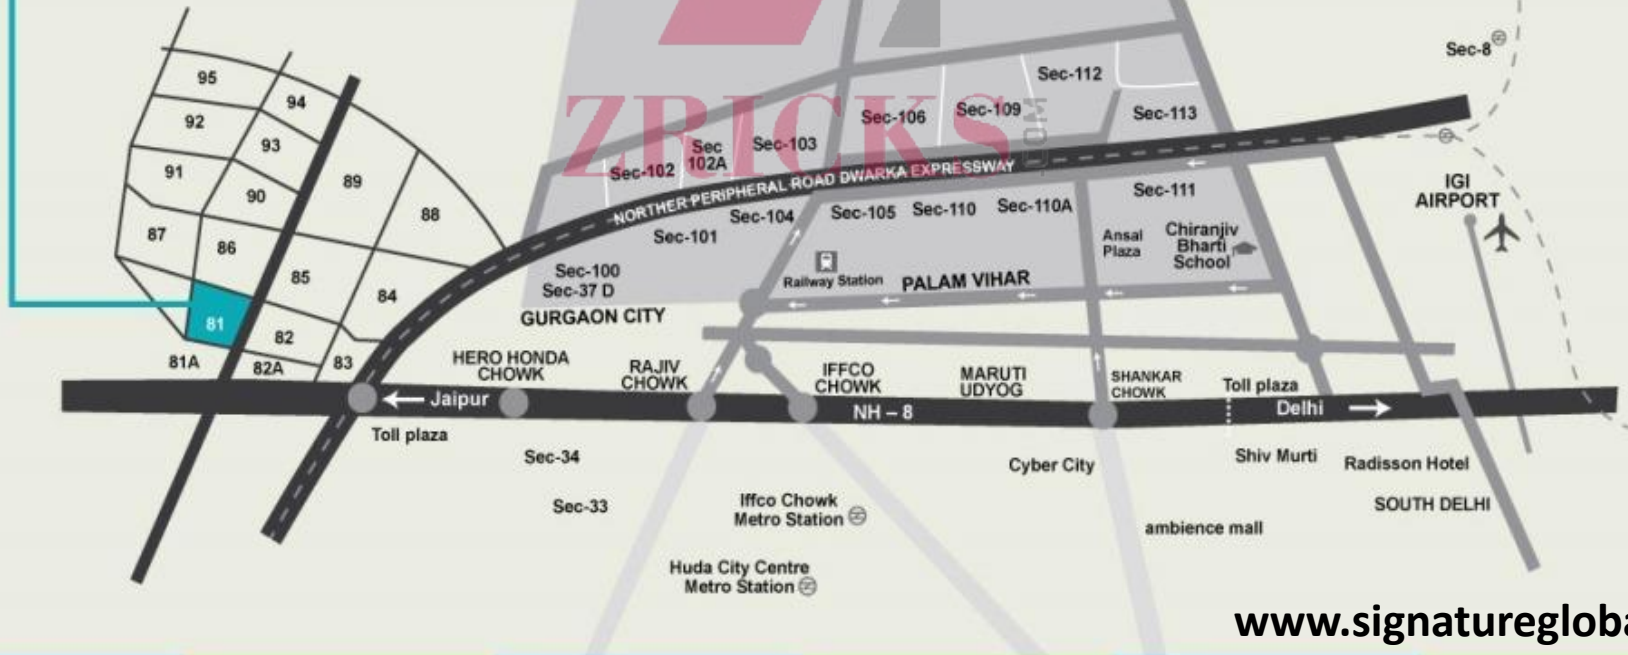 Sec-8
95
94
92
93
91
90
89
88
87
86
85
84
81
82
83
81A
82A
ZRICKS
.COM
Sec-112
Sec-113
Sec-109
Sec-106
Sec-103
Sec
102A
Sec-102
NORTHER PERIPHERAL ROAD DWARKA EXPRESSWAY
Sec-111
IGI
AIRPORT
Sec-104
Sec-105
Sec-110
Sec-110A
Sec-101
Ansal
Plaza
Chiranjiv
Bharti
School
Sec-100
Sec-37 D
Railway Station
PALAM VIHAR
GURGAON CITY
HERO HONDA
CHOWK
RAJIV
CHOWK
IFFCO
CHOWK
MARUTI
UDYOG
SHANKAR
CHOWK
Toll plaza
Jaipur
NH – 8
Delhi
Toll plaza
Sec-34
Sec-33
Cyber City
Shiv Murti
Radisson Hotel
SOUTH DELHI
Iffco Chowk
Metro Station
ambience mall
Huda City Centre
Metro Station
www.signaturegloba